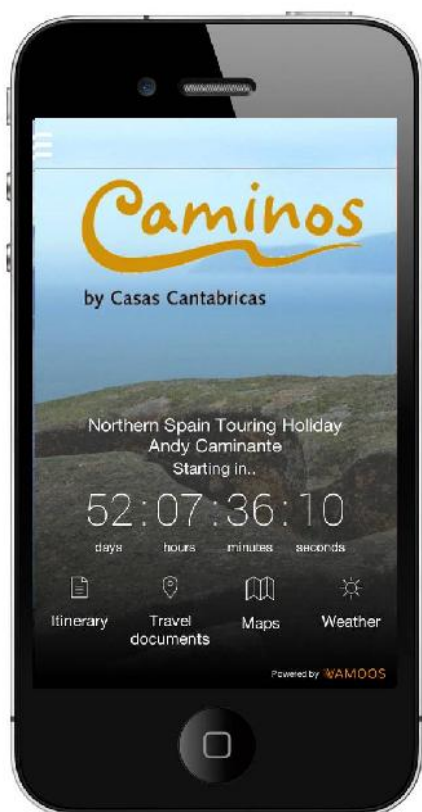 Caminos
by Casas Cantabricas
Northern Spain Touring Holiday
Andy Caminante
Starting in..
52:07:36:10
days hours minutes seconds
Itinerary Travel documents Maps Weather
Powered by VAMOOS